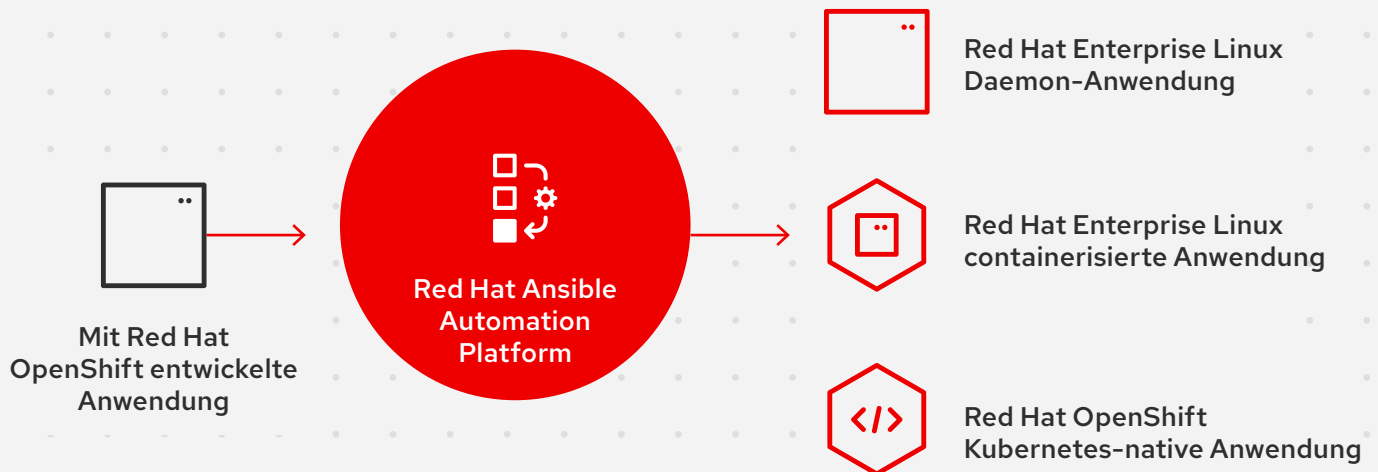 Mit Red Hat
OpenShift entwickelte
Anwendung
Red Hat Ansible
Automation
Platform
Red Hat Enterprise Linux
Daemon-Anwendung
Red Hat Enterprise Linux
containerisierte Anwendung
</>
Red Hat OpenShift
Kubernetes-native Anwendung